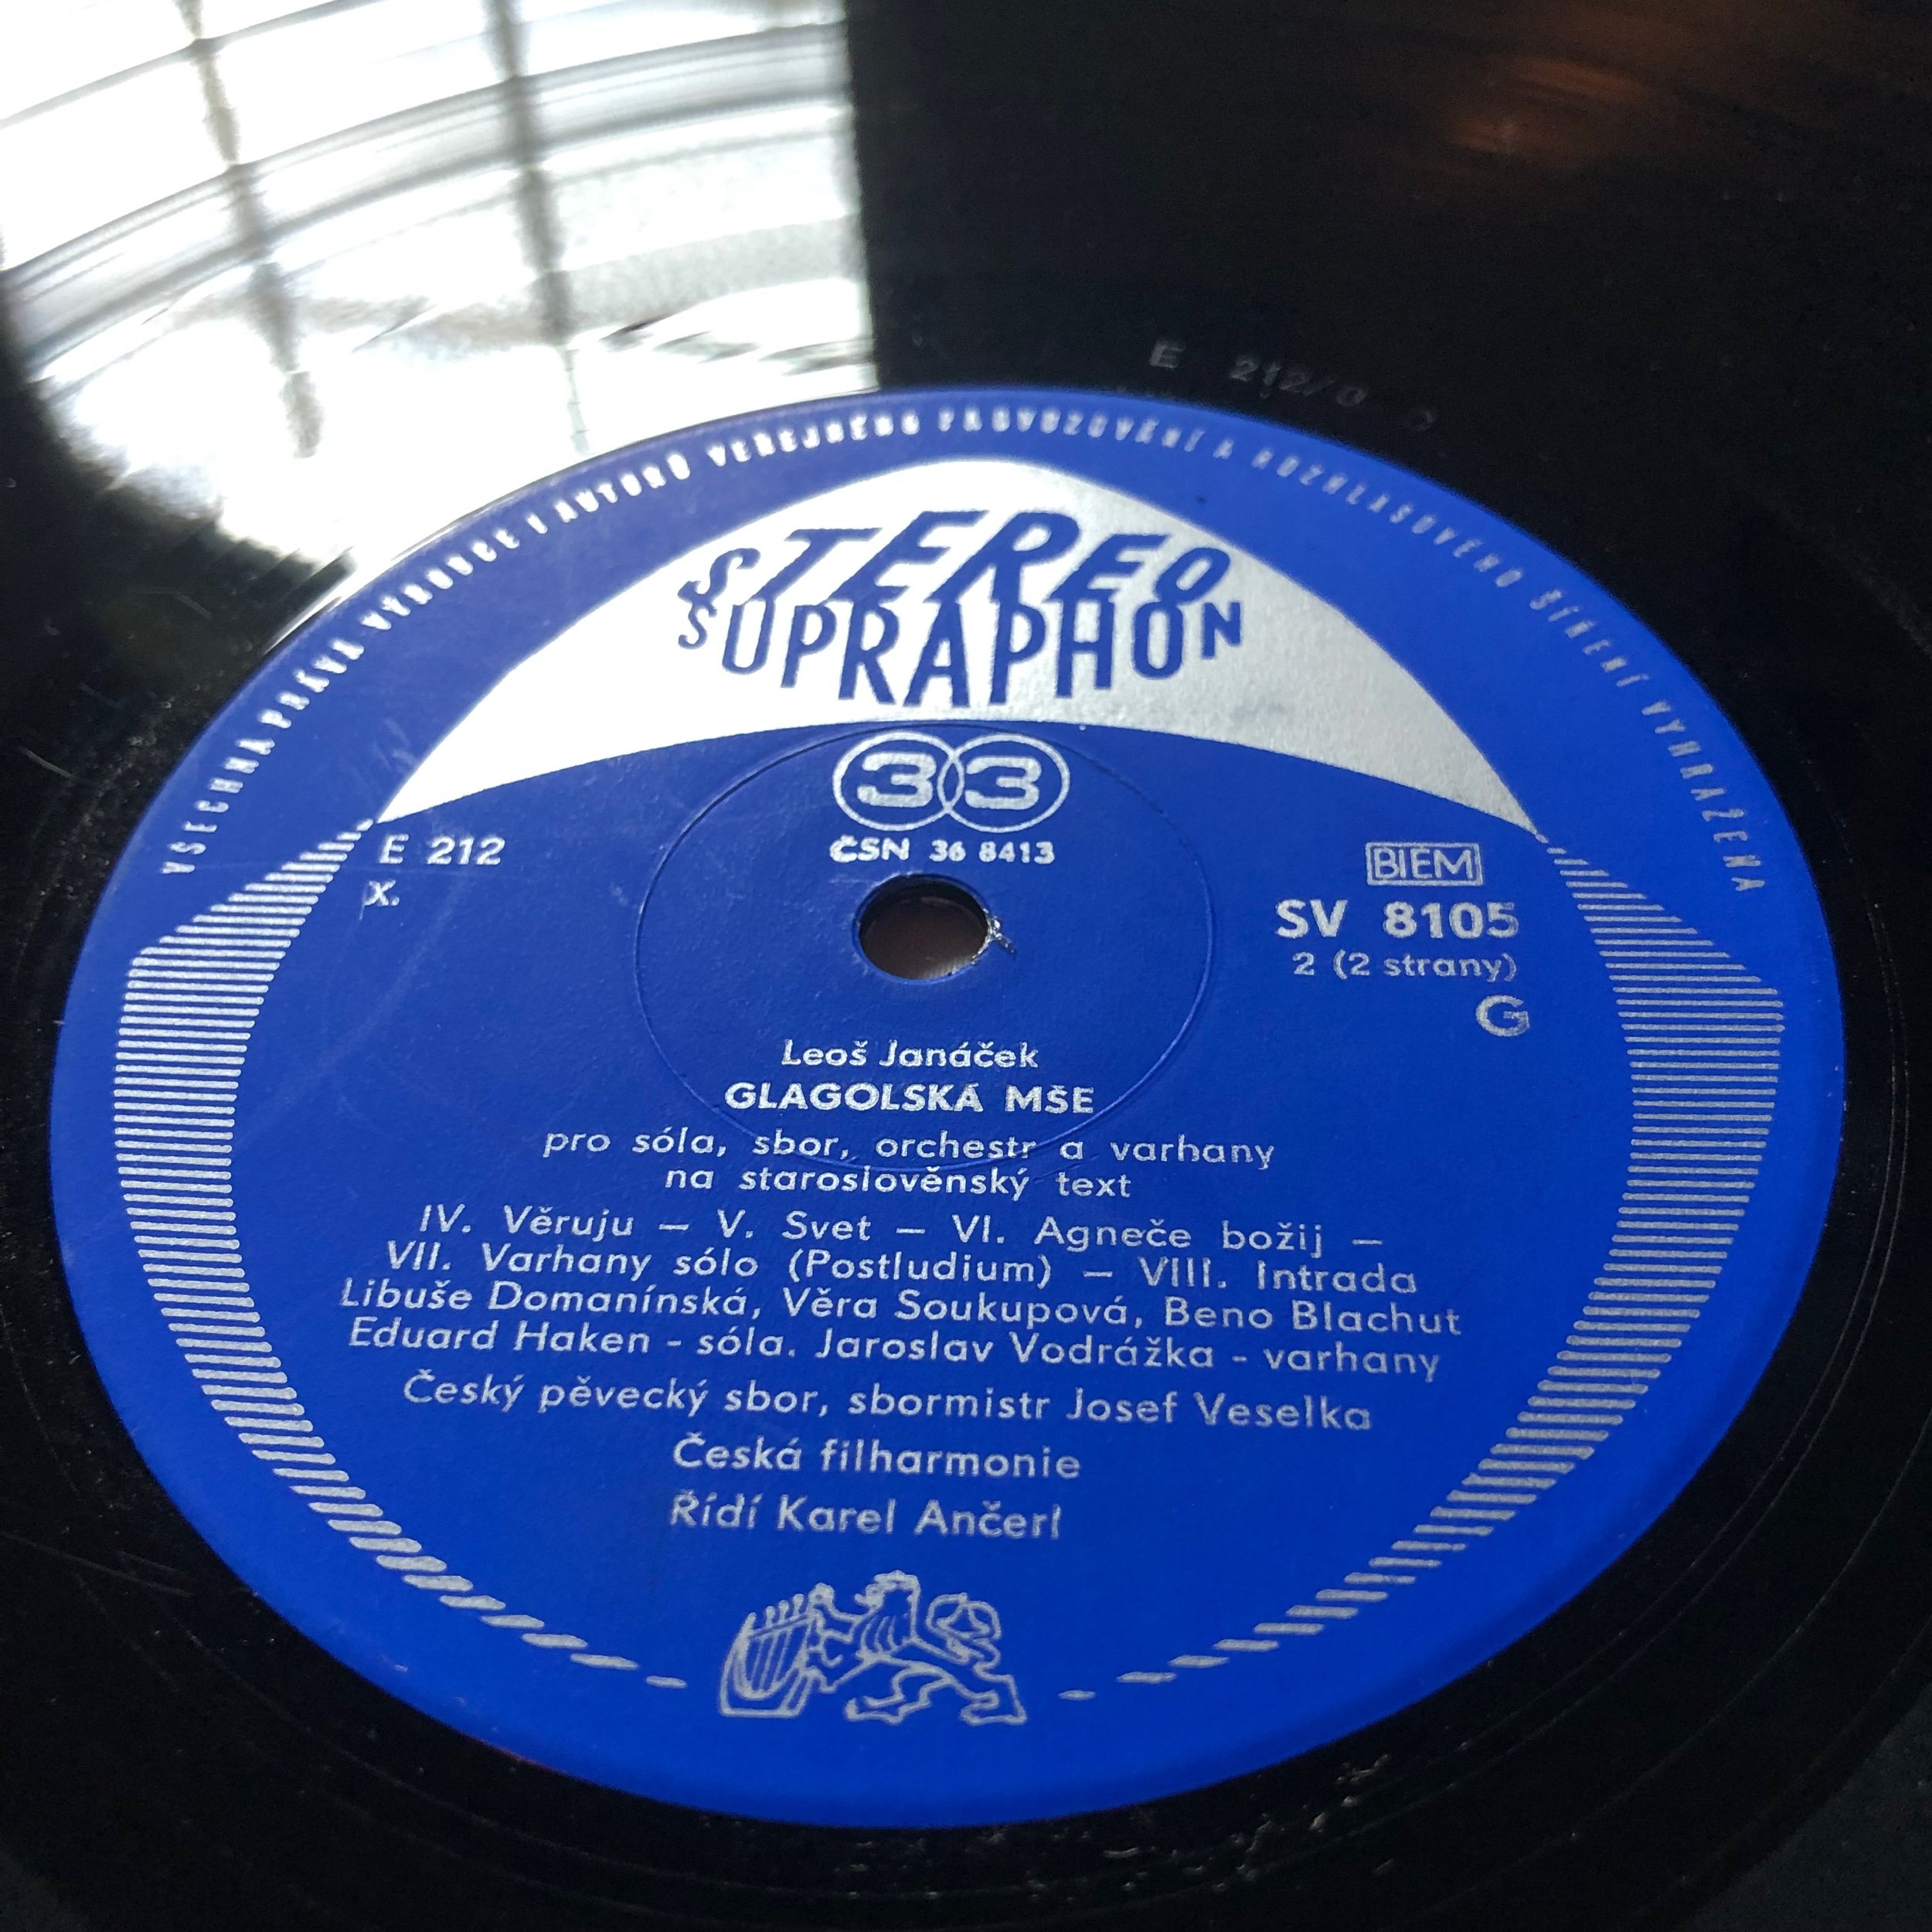 E 212/
VŠECHNA PRÁVA VÝROBCE I AUTORŮ VEŘEJNÉHO PROVOZOVÁNÍ A ROZHLASOVÉHO ŠÍŘENÍ VYHRAZENA
STEREO
SUPRAPHON
33
ČSN 36 8413
E 212
X.
BIEM
SV 8105
2 (2 strany)
G
Leoš Janáček
GLAGOLSKÁ MŠE
pro sóla, sbor, orchestr a varhany
na staroslověnský text
IV. Věruju — V. Svet — VI. Agneče božij —
VII. Varhany sólo (Postludium) — VIII. Intrada
Libuše Domanínská, Věra Soukupová, Beno Blachut
Eduard Haken - sóla. Jaroslav Vodrážka - varhany
Český pěvecký sbor, sbormistr Josef Veselka
Česká filharmonie
Řídí Karel Ančerl